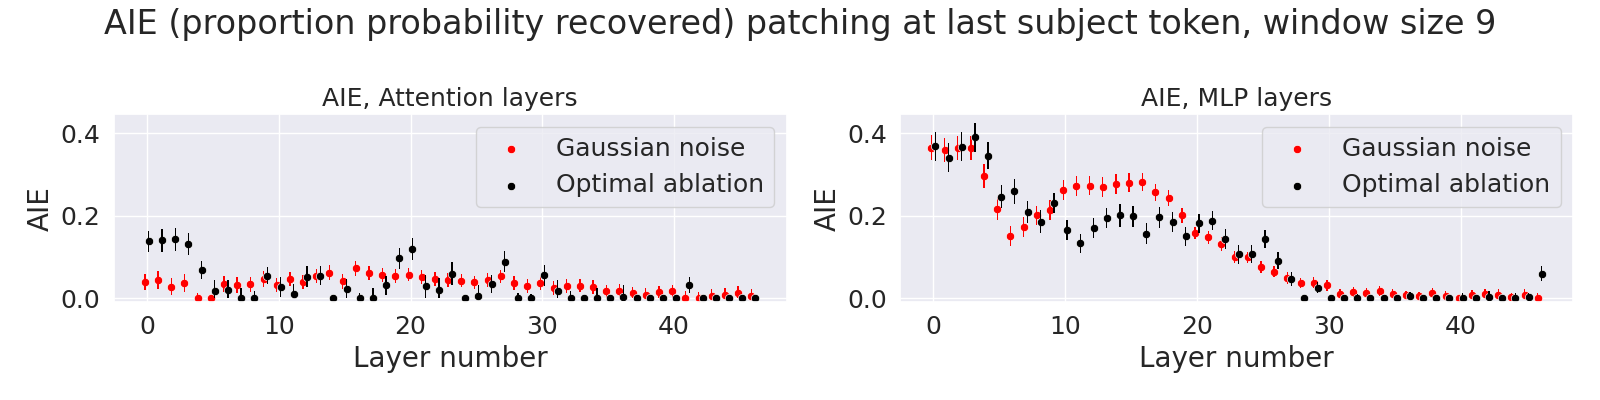 AIE (proportion probability recovered) patching at last subject token, window size 9
AIE, Attention layers
AIE
0.4
0.2
0.0
Gaussian noise
Optimal ablation
0 10 20 30 40
Layer number
AIE, MLP layers
AIE
0.4
0.2
0.0
Gaussian noise
Optimal ablation
0 10 20 30 40
Layer number